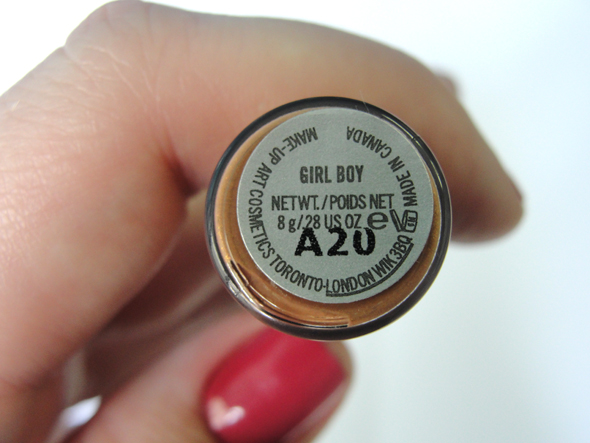 GIRL BOY
NETWT./POIDS NET
8 g/28 US OZ e
A20
MAKE-UP ART COSMETICS TORONTO-LONDON WIK 3BQ MADE IN CANADA